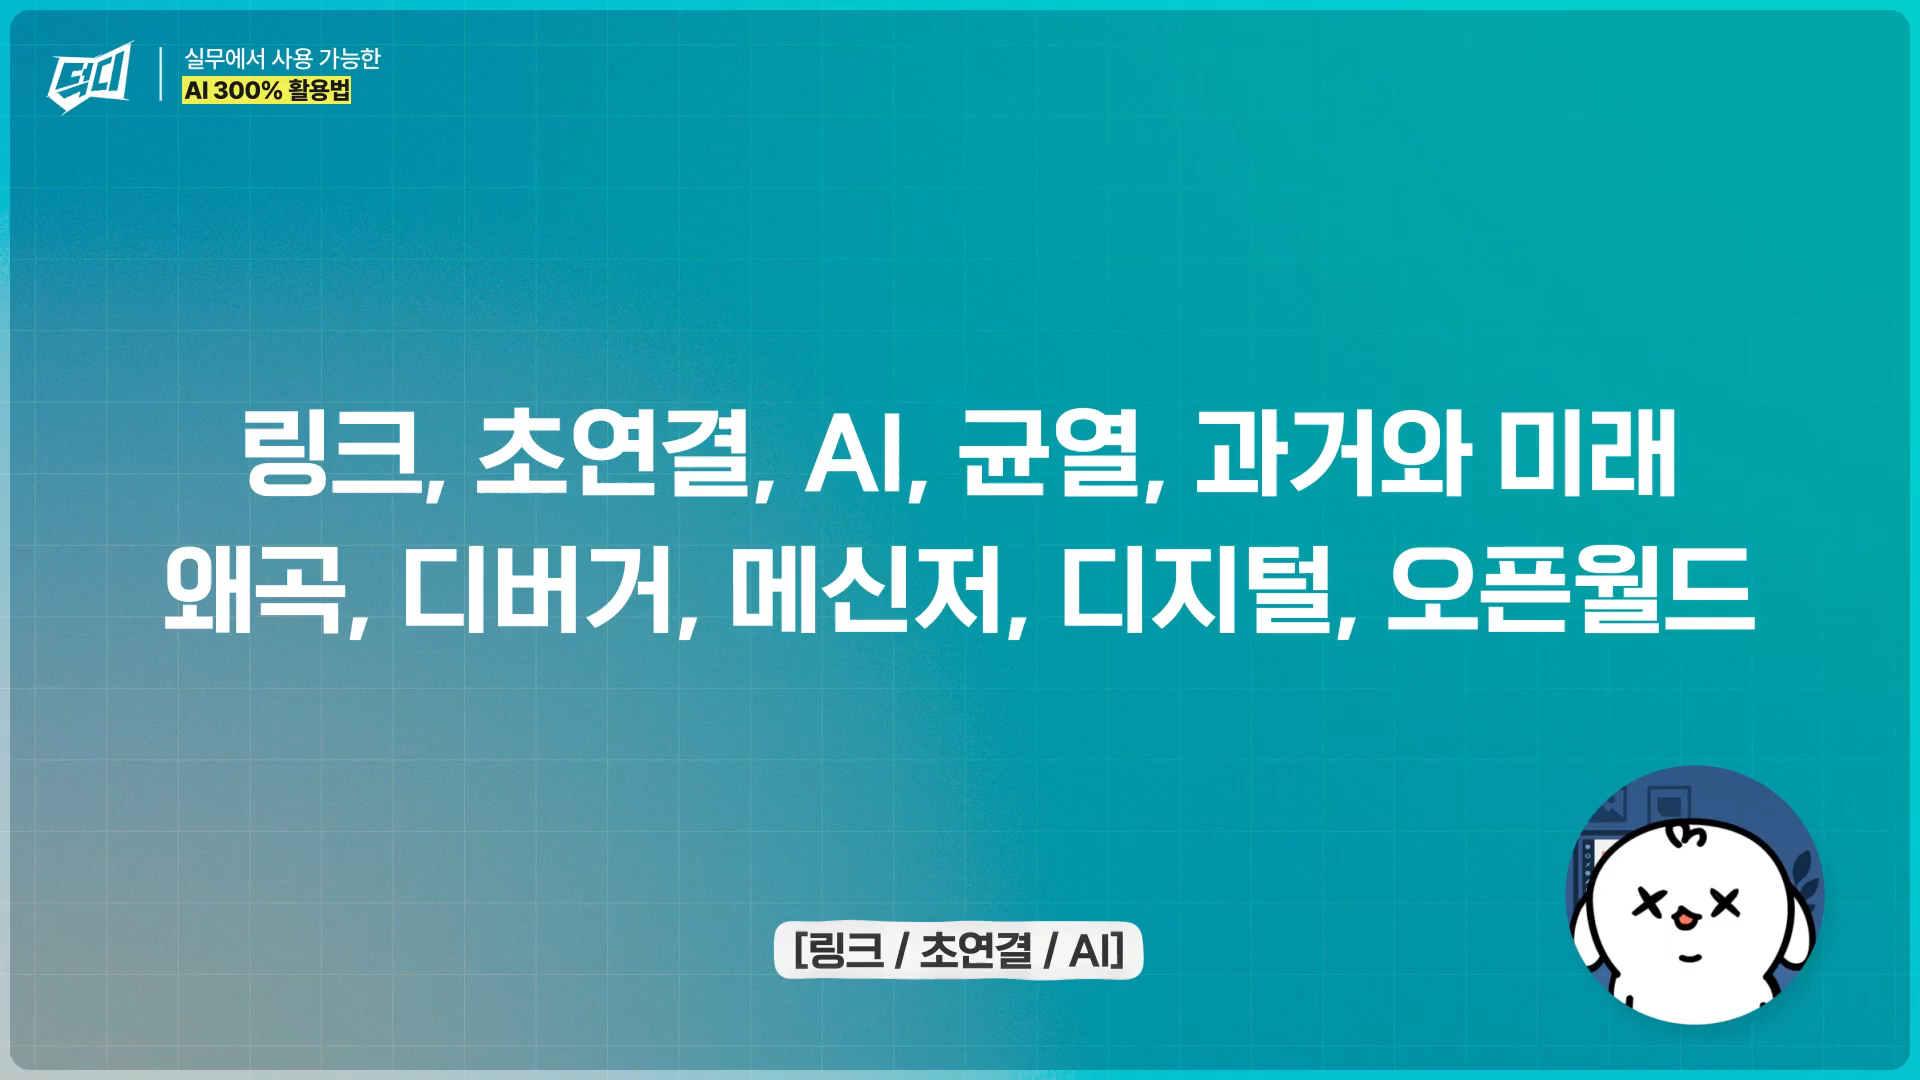 더디
실무에서 사용 가능한
AI 300% 활용법
링크, 초연결, AI, 균열, 과거와 미래
왜곡, 디버거, 메신저, 디지털, 오픈월드
[링크 / 초연결 / AI]